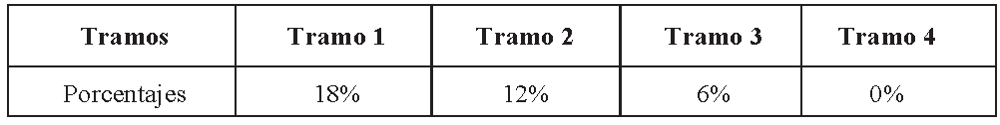 Tramos Tramo 1 Tramo 2 Tramo 3 Tramo 4
Porcentajes 18% 12% 6% 0%